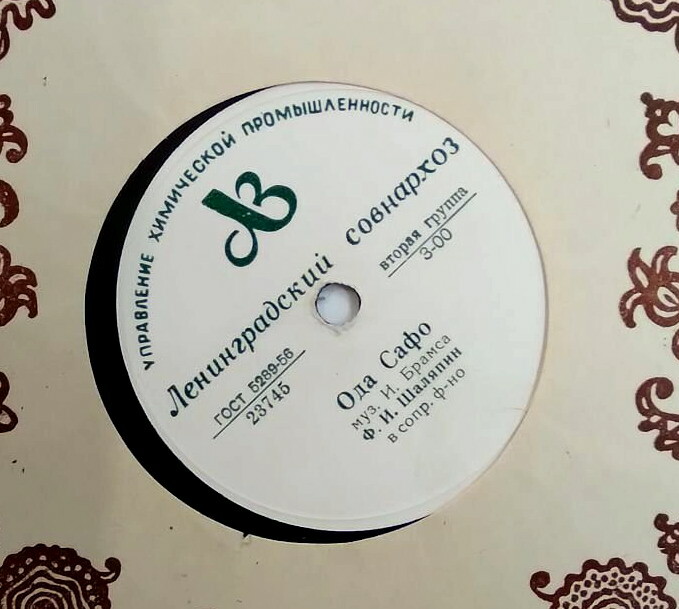 УПРАВЛЕНИЕ ХИМИЧЕСКОЙ ПРОМЫШЛЕННОСТИ
ЛЗ
Ленинградский совнархоз
ГОСТ 5289-56
23745
вторая группа
3-00
Ода Сафо
муз. И. Брамса
Ф. И. Шаляпин
в сопр. ф-но